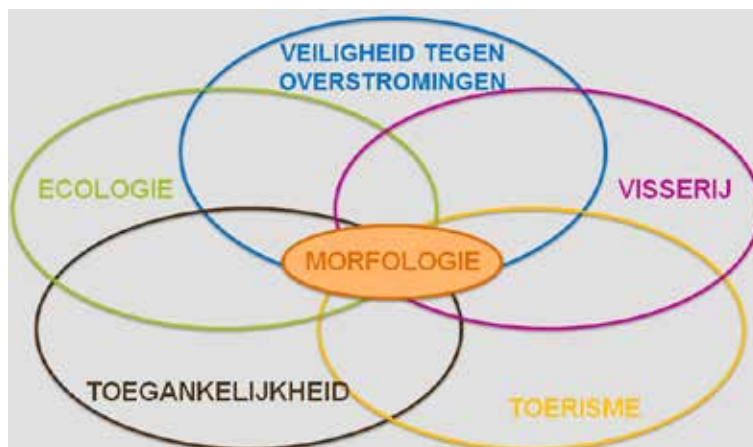 VEILIGHEID TEGEN
OVERSTROMINGEN
ECOLOGIE
VISSERIJ
MORFOLOGIE
TOEGANKELIJKHEID
TOERISME